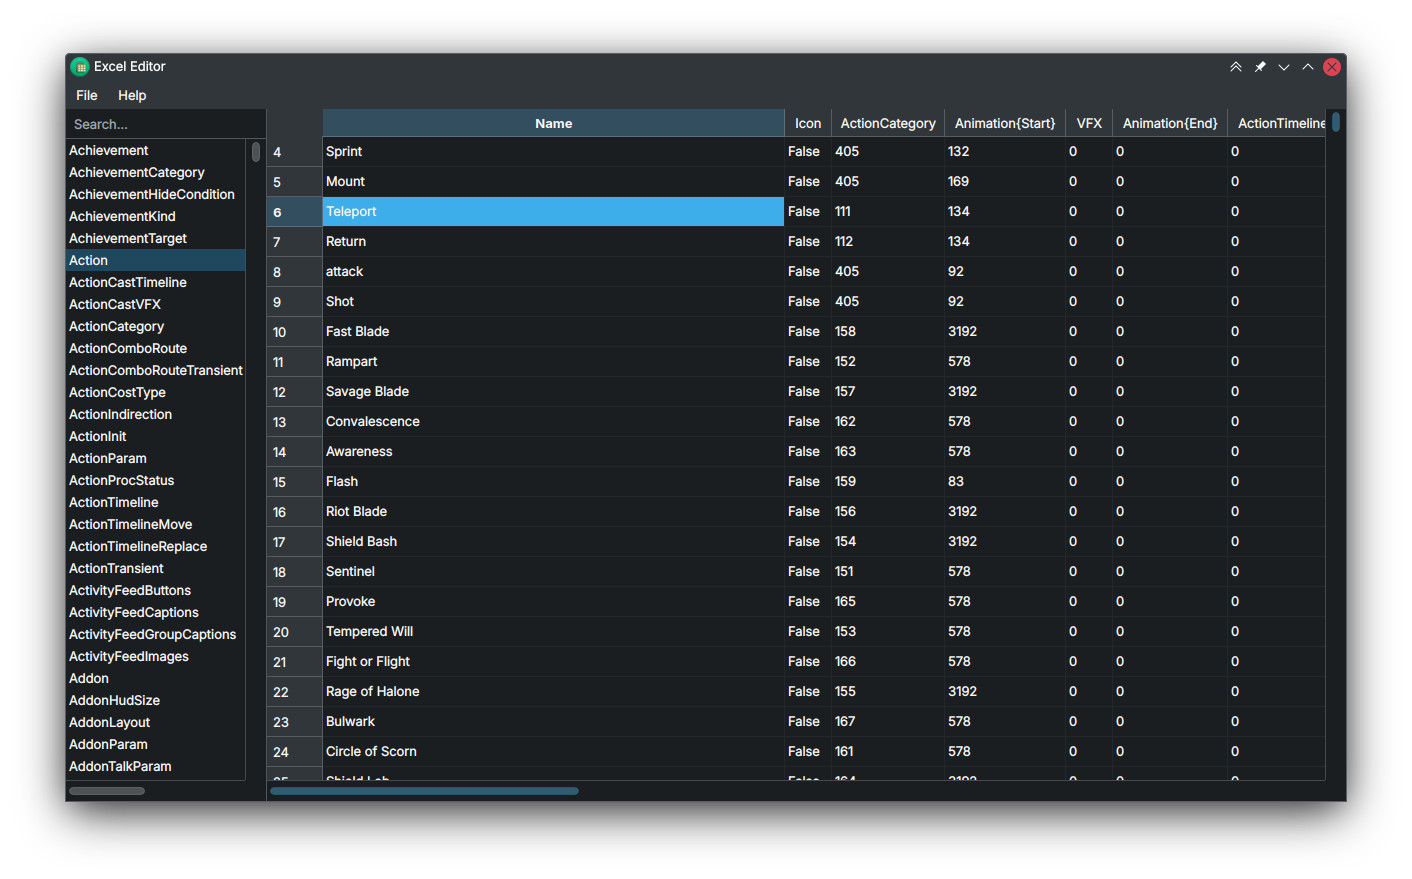 Excel Editor
File Help
Search...
Achievement
AchievementCategory
AchievementHideCondition
AchievementKind
AchievementTarget
Action
ActionCastTimeline
ActionCastVFX
ActionCategory
ActionComboRoute
ActionComboRouteTransient
ActionCostType
ActionIndirection
ActionInit
ActionParam
ActionProcStatus
ActionTimeline
ActionTimelineMove
ActionTimelineReplace
ActionTransient
ActivityFeedButtons
ActivityFeedCaptions
ActivityFeedGroupCaptions
ActivityFeedImages
Addon
AddonHudSize
AddonLayout
AddonParam
AddonTalkParam
Name Icon ActionCategory Animation{Start} VFX Animation{End} ActionTimeline
4 Sprint False 405 132 0 0 0
5 Mount False 405 169 0 0 0
6 Teleport False 111 134 0 0 0
7 Return False 112 134 0 0 0
8 attack False 405 92 0 0 0
9 Shot False 405 92 0 0 0
10 Fast Blade False 158 3192 0 0 0
11 Rampart False 152 578 0 0 0
12 Savage Blade False 157 3192 0 0 0
13 Convalescence False 162 578 0 0 0
14 Awareness False 163 578 0 0 0
15 Flash False 159 83 0 0 0
16 Riot Blade False 156 3192 0 0 0
17 Shield Bash False 154 3192 0 0 0
18 Sentinel False 151 578 0 0 0
19 Provoke False 165 578 0 0 0
20 Tempered Will False 153 578 0 0 0
21 Fight or Flight False 166 578 0 0 0
22 Rage of Halone False 155 3192 0 0 0
23 Bulwark False 167 578 0 0 0
24 Circle of Scorn False 161 578 0 0 0
25 Shield Lob False 164 3192 0 0 0